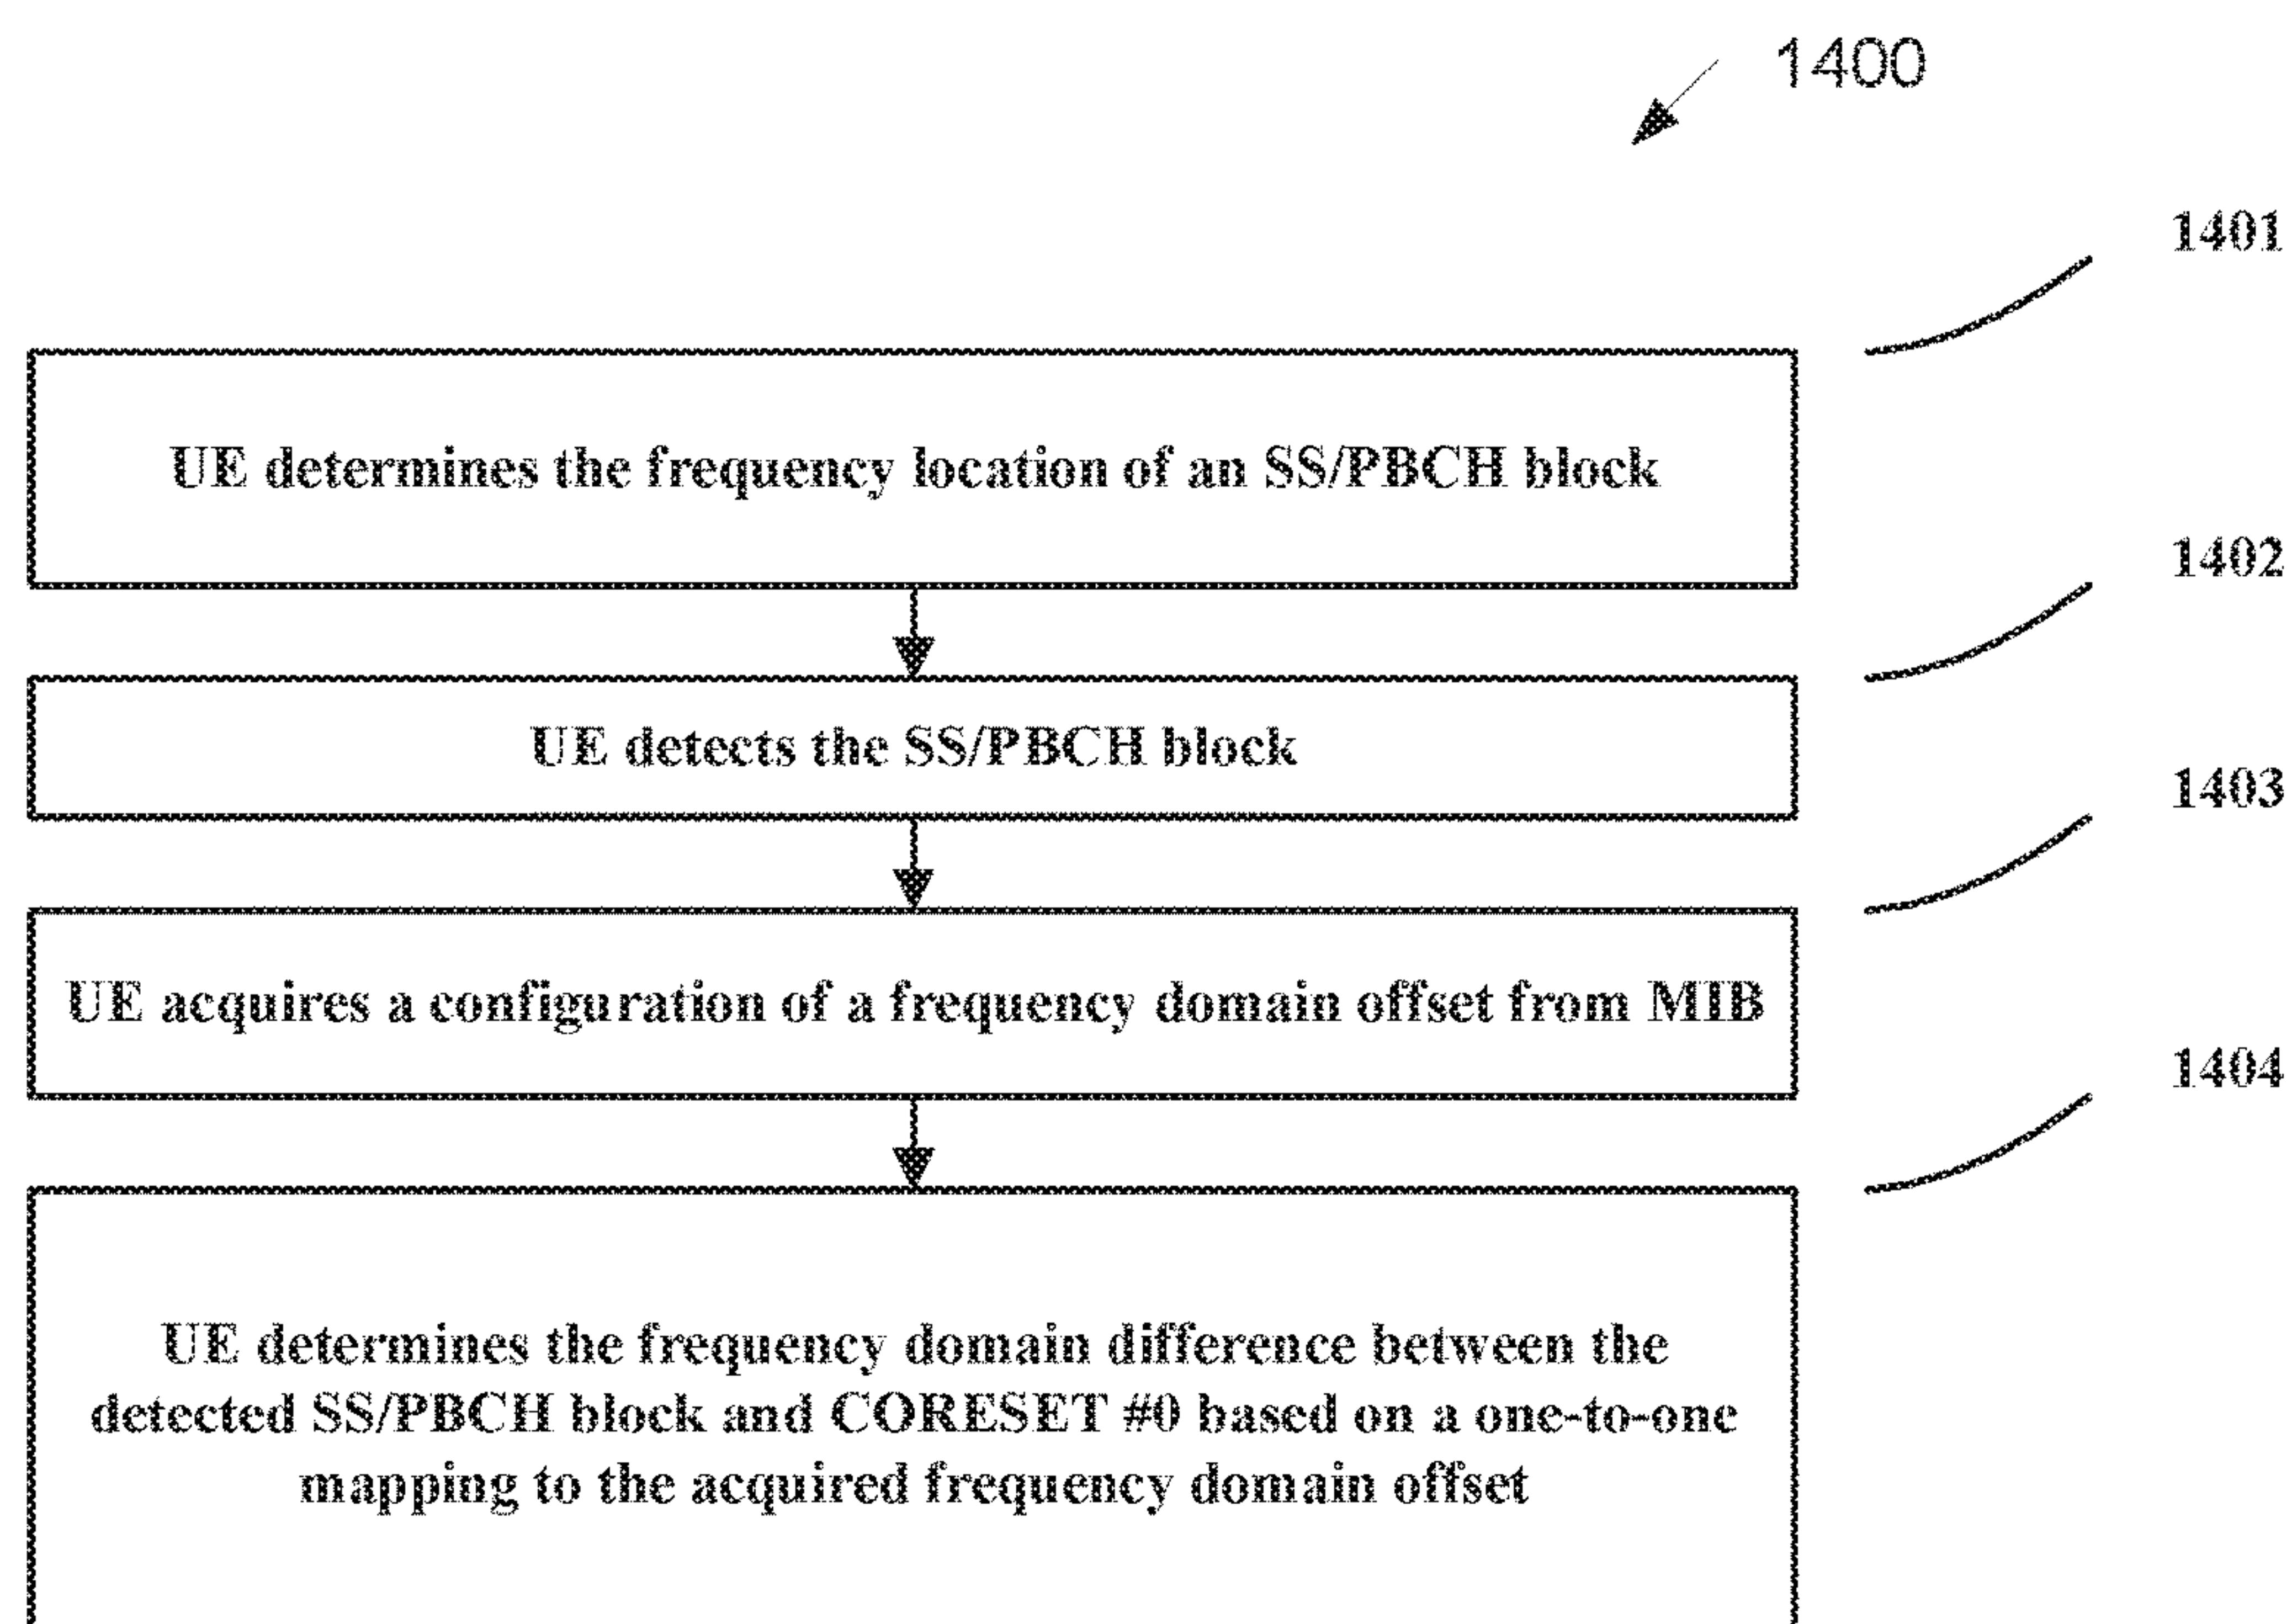 1400
1401
UE determines the frequency location of an SS/PBCH block
1402
UE detects the SS/PBCH block
1403
UE acquires a configuration of a frequency domain offset from MIB
1404
UE determines the frequency domain difference between the
detected SS/PBCH block and CORESET #0 based on a one-to-one
mapping to the acquired frequency domain offset